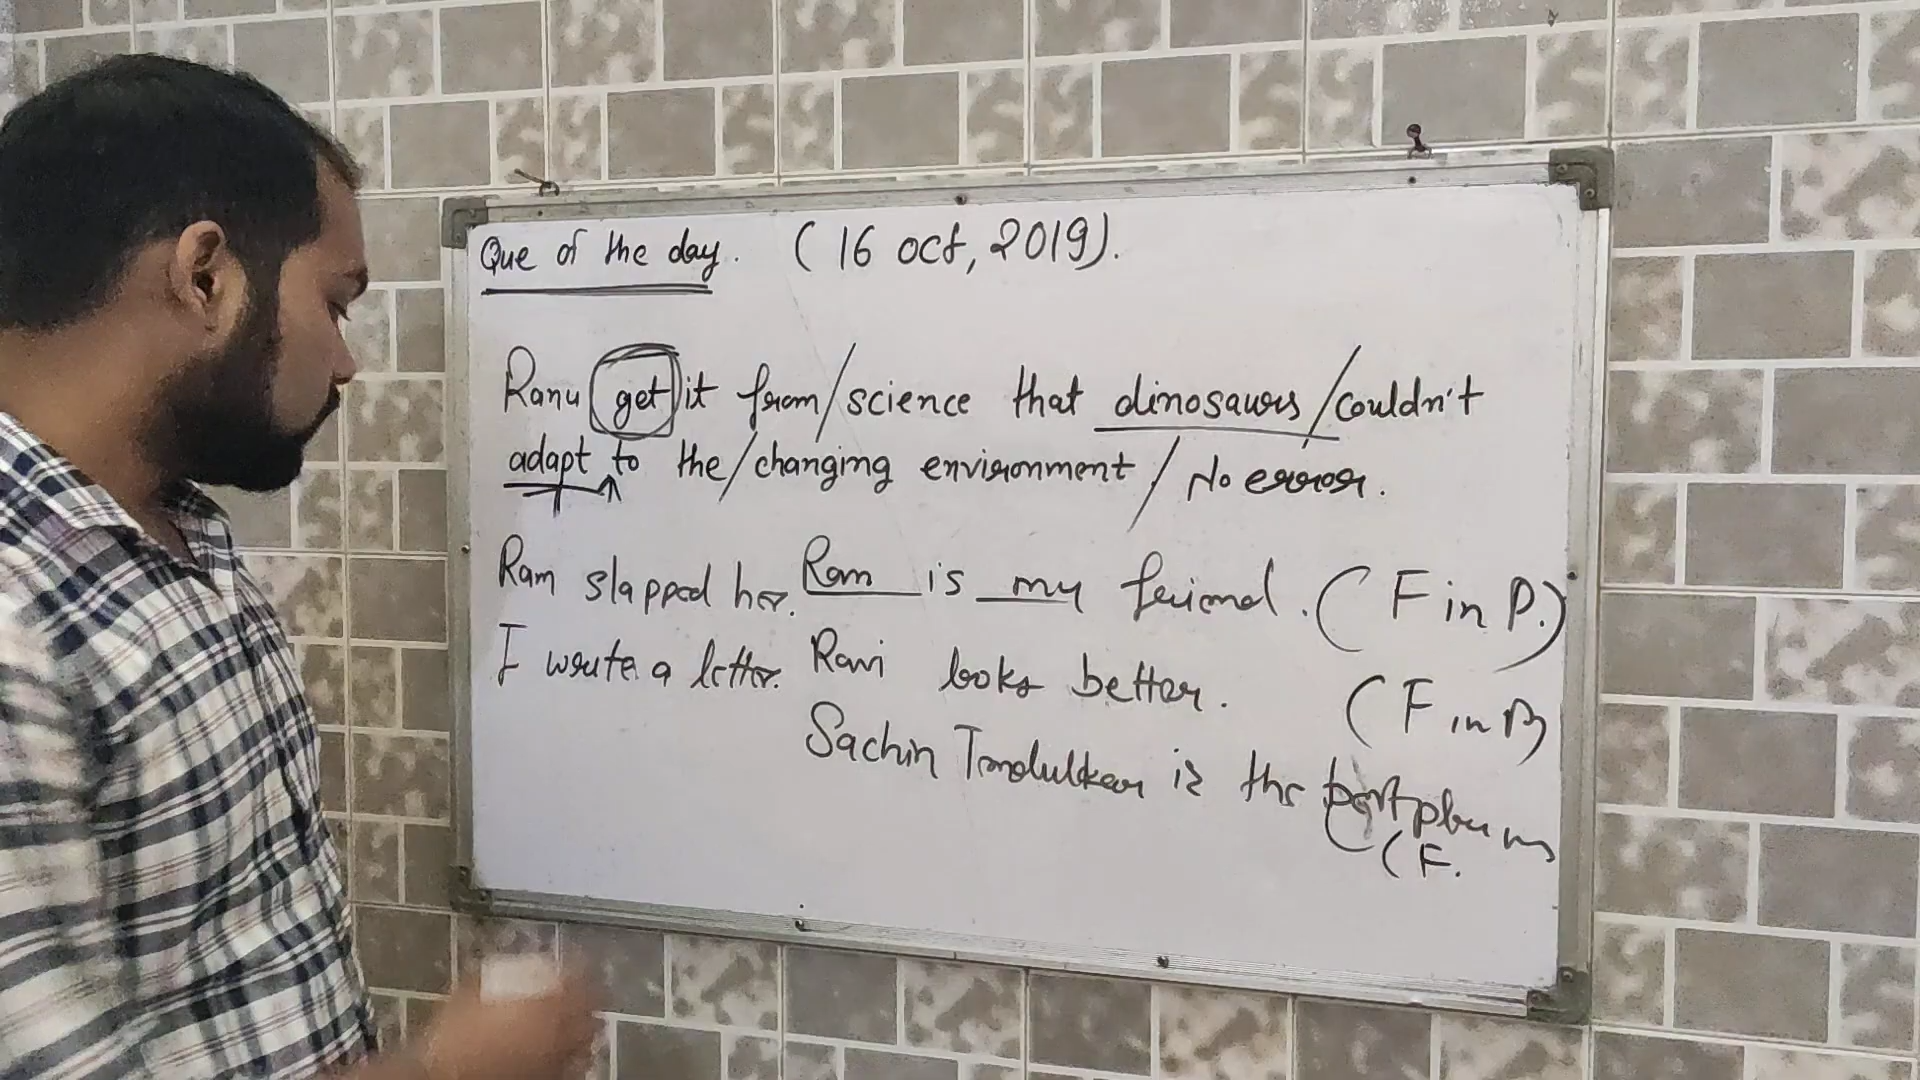 Que of the day. (16 oct, 2019).
Ranu get it from/science that dinosaurs/couldn't
adapt to the/changing environment/No error.
Ram slapped her. Ram is my friend. (F in P.)
I write a letter. Ravi looks better. (F in P)
Sachin Tendulkar is the best
(F.